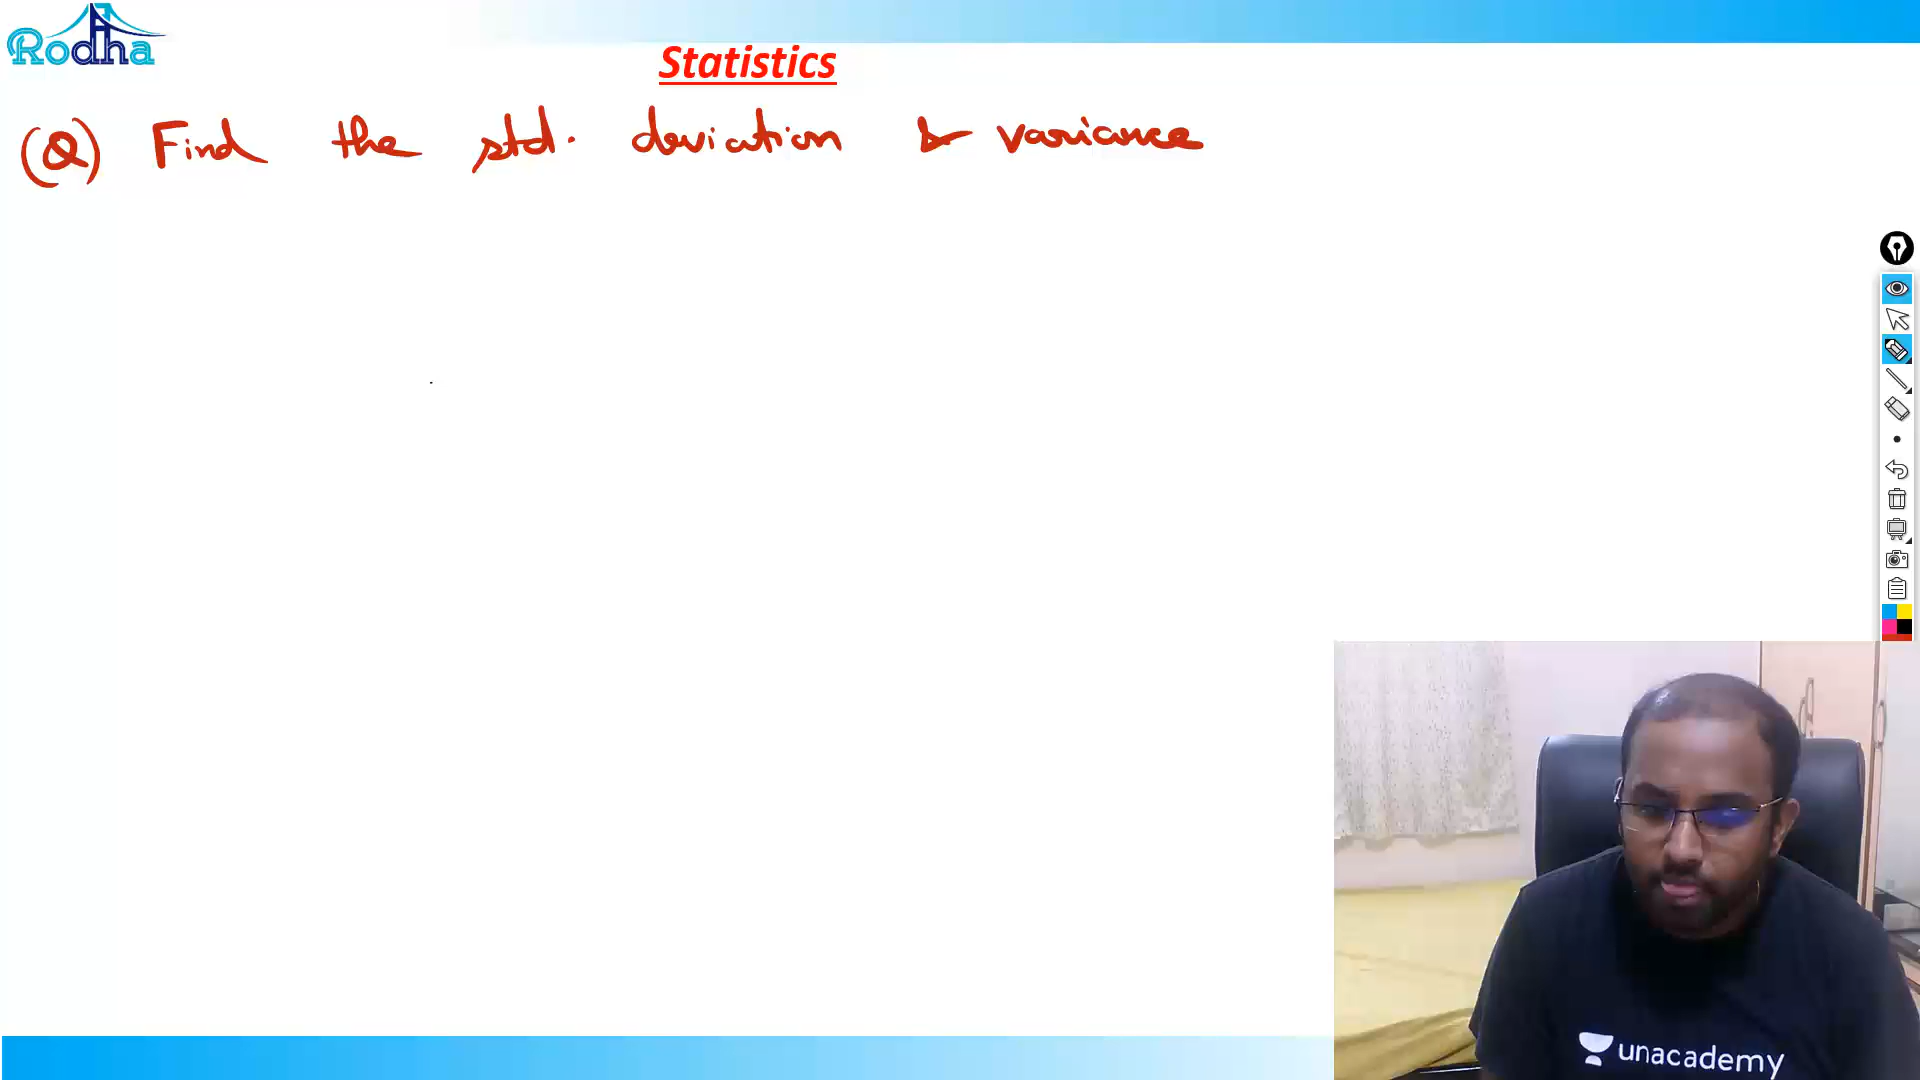 Rodha
Statistics
(Q) Find the std. deviation & variance
unacademy